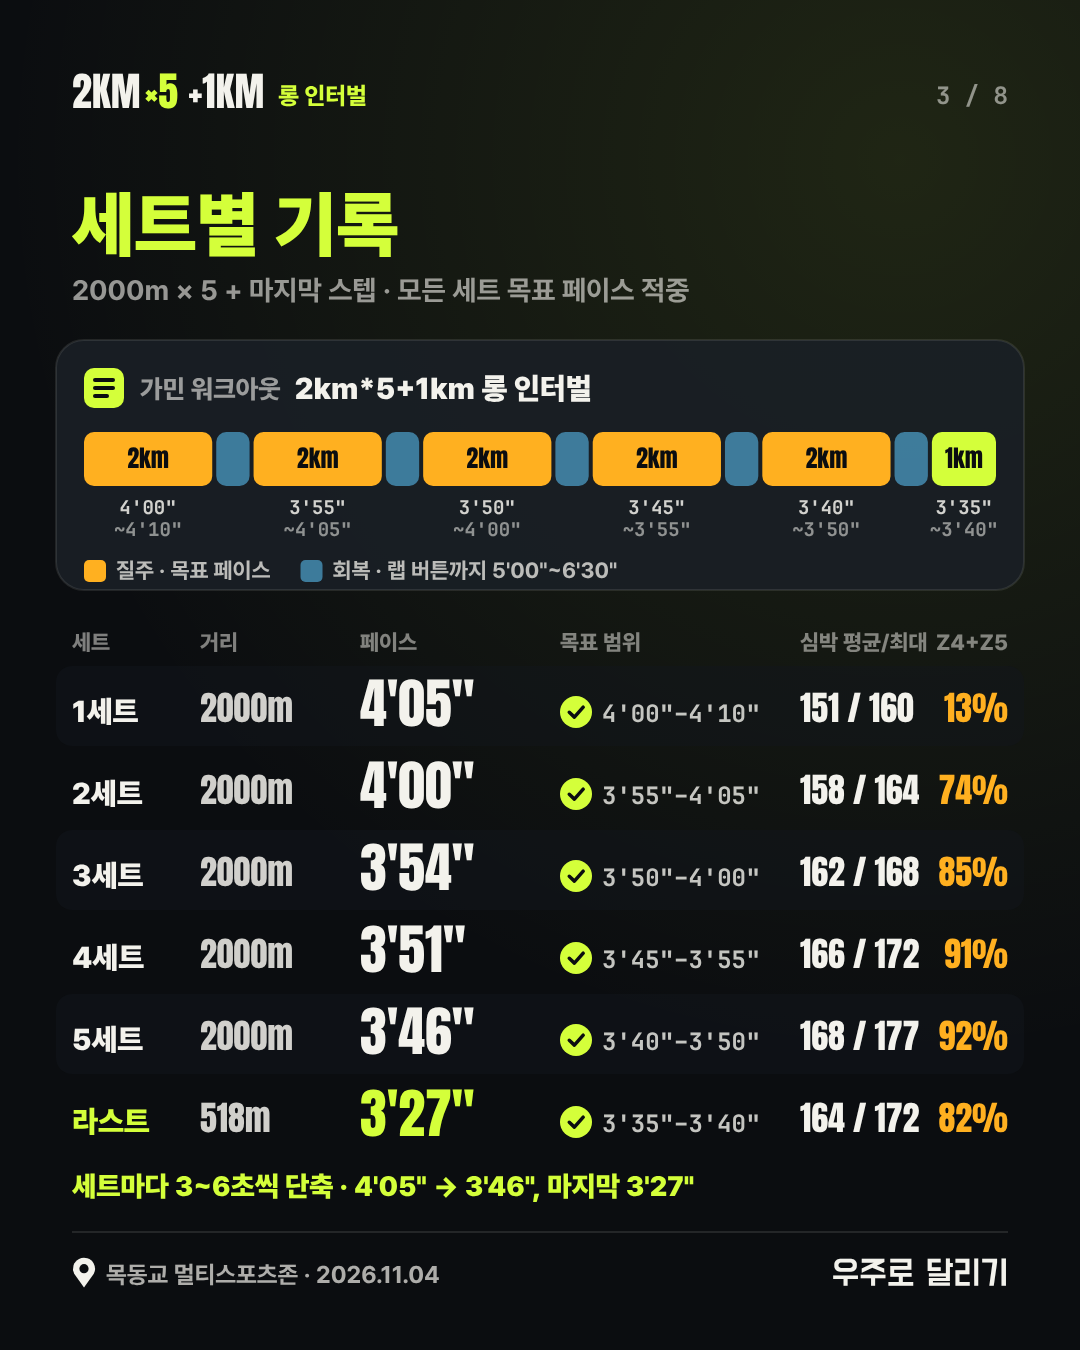 2KM×5 +1KM 롱 인터벌
3 / 8
세트별 기록
2000m × 5 + 마지막 스텝 · 모든 세트 목표 페이스 적중
가민 워크아웃 2km*5+1km 롱 인터벌
2km 2km 2km 2km 2km 1km
4'00" 3'55" 3'50" 3'45" 3'40" 3'35"
~4'10" ~4'05" ~4'00" ~3'55" ~3'50" ~3'40"
질주 · 목표 페이스 회복 · 랩 버튼까지 5'00"~6'30"
세트 거리 페이스 목표 범위 심박 평균/최대 Z4+Z5
1세트 2000m 4'05" 4'00"–4'10" 151 / 160 13%
2세트 2000m 4'00" 3'55"–4'05" 158 / 164 74%
3세트 2000m 3'54" 3'50"–4'00" 162 / 168 85%
4세트 2000m 3'51" 3'45"–3'55" 166 / 172 91%
5세트 2000m 3'46" 3'40"–3'50" 168 / 177 92%
라스트 518m 3'27" 3'35"–3'40" 164 / 172 82%
세트마다 3~6초씩 단축 · 4'05" → 3'46", 마지막 3'27"
목동교 멀티스포츠존 · 2026.11.04
우주로 달리기